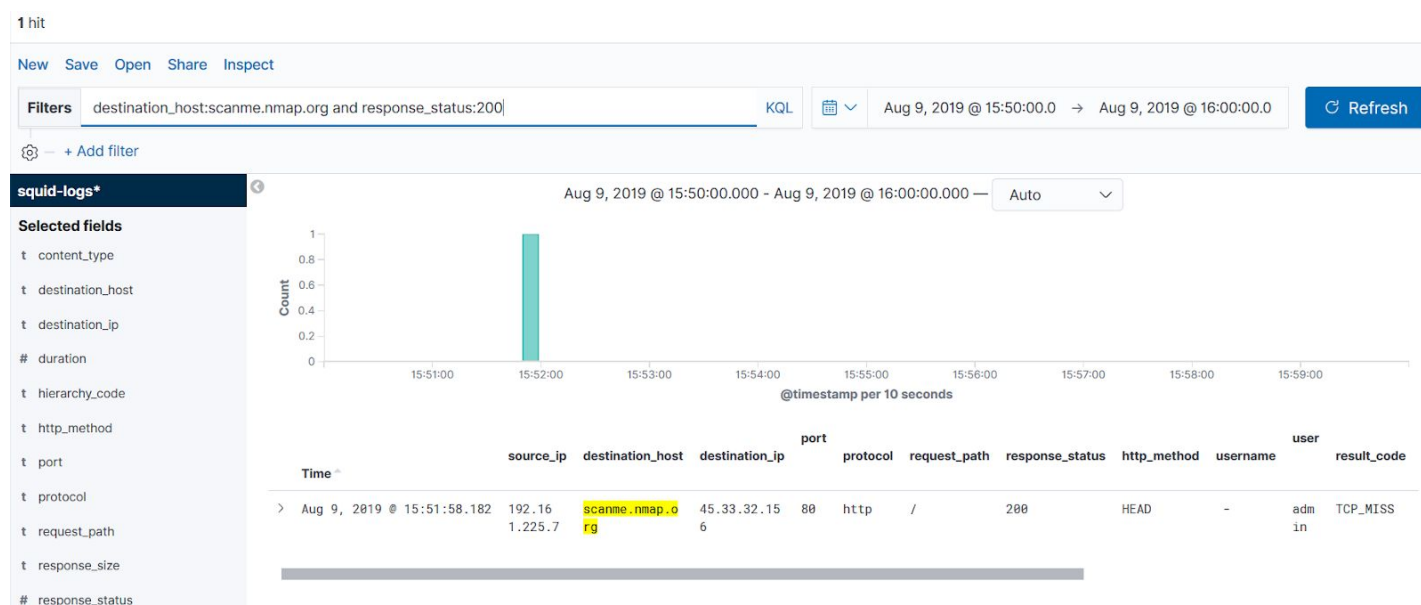 1 hit
New Save Open Share Inspect
Filters destination_host:scanme.nmap.org and response_status:200 KQL Aug 9, 2019 @ 15:50:00.0 → Aug 9, 2019 @ 16:00:00.0 Refresh
+ Add filter
squid-logs*
Selected fields
t content_type
t destination_host
t destination_ip
# duration
t hierarchy_code
t http_method
t port
t protocol
t request_path
t response_size
# response_status
Aug 9, 2019 @ 15:50:00.000 - Aug 9, 2019 @ 16:00:00.000 — Auto
Count
1
0.8
0.6
0.4
0.2
0
15:51:00 15:52:00 15:53:00 15:54:00 15:55:00 15:56:00 15:57:00 15:58:00 15:59:00
@timestamp per 10 seconds
port user
source_ip destination_host destination_ip protocol request_path response_status http_method username result_code
Time
> Aug 9, 2019 @ 15:51:58.182 192.16 scanme.nmap.o 45.33.32.15 80 http / 200 HEAD - adm TCP_MISS
1.225.7 rg 6 in